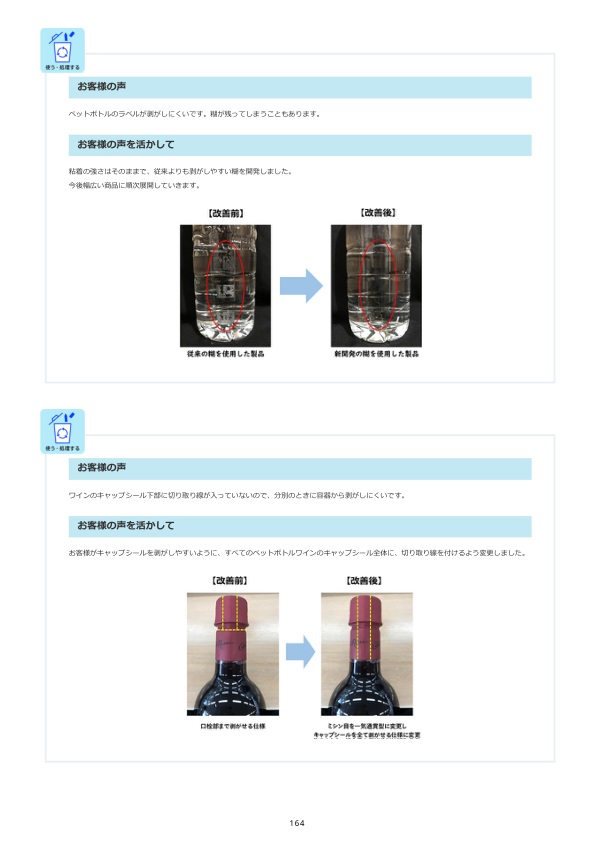 使う・処理する
お客様の声
ペットボトルのラベルが剥がしにくいです。糊が残ってしまうこともあります。
お客様の声を活かして
粘着の強さはそのままで、従来よりも剥がしやすい糊を開発しました。
今後幅広い商品に順次展開していきます。
【改善前】 【改善後】
従来の糊を使用した製品 新開発の糊を使用した製品
使う・処理する
お客様の声
ワインのキャップシール下部に切り取り線が入っていないので、分別のときに容器から剥がしにくいです。
お客様の声を活かして
お客様がキャップシールを剥がしやすいように、すべてのペットボトルワインのキャップシール全体に、切り取り線を付けるよう変更しました。
【改善前】 【改善後】
口栓部まで剥がせる仕様 ミシン目を一気通貫型に変更し
キャップシールを全て剥がせる仕様に変更
164